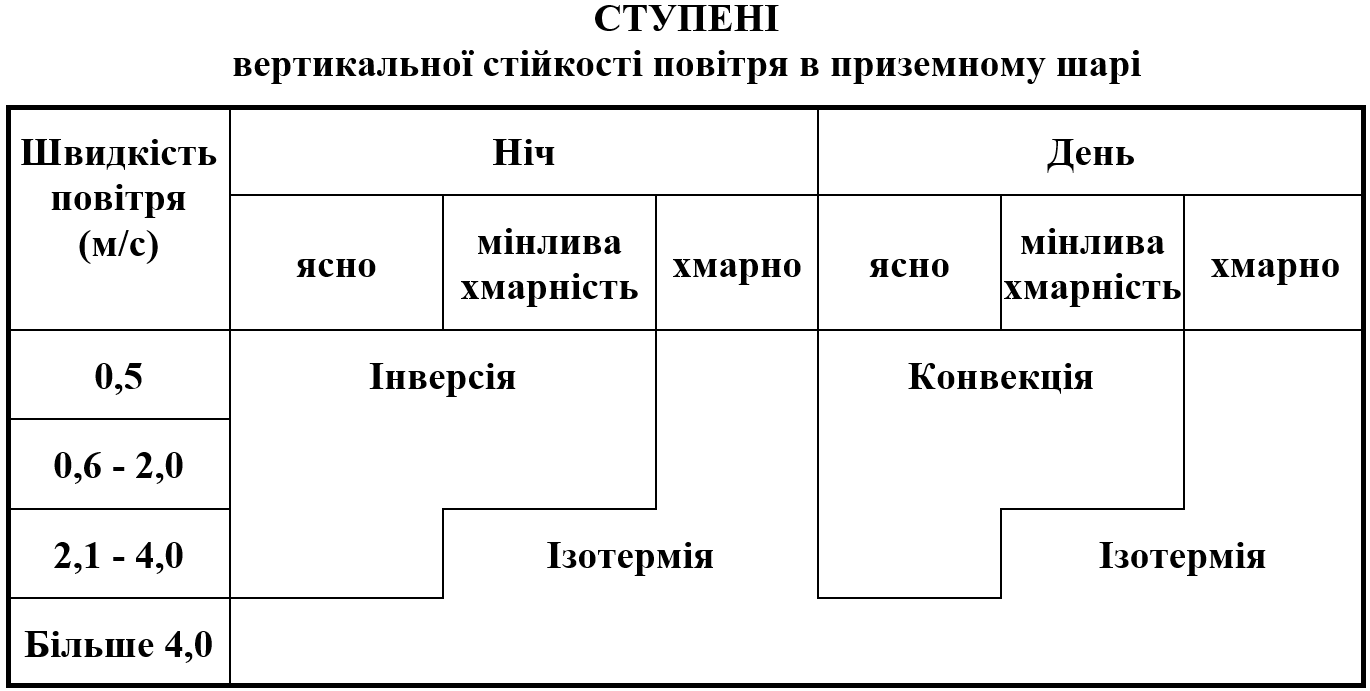 СТУПЕНІ
вертикальної стійкості повітря в приземному шарі
Швидкість
повітря
(м/с)
Ніч
День
ясно
мінлива
хмарність
хмарно
ясно
мінлива
хмарність
хмарно
0,5
Інверсія
Конвекція
0,6 - 2,0
2,1 - 4,0
Ізотермія
Ізотермія
Більше 4,0